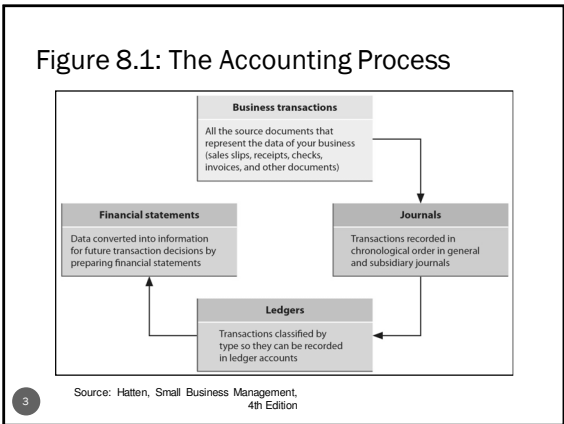 Figure 8.1: The Accounting Process
Business transactions
All the source documents that
represent the data of your business
(sales slips, receipts, checks,
invoices, and other documents)
Journals
Transactions recorded in
chronological order in general
and subsidiary journals
Ledgers
Transactions classified by
type so they can be recorded
in ledger accounts
Financial statements
Data converted into information
for future transaction decisions by
preparing financial statements
Source: Hatten, Small Business Management,
4th Edition
3